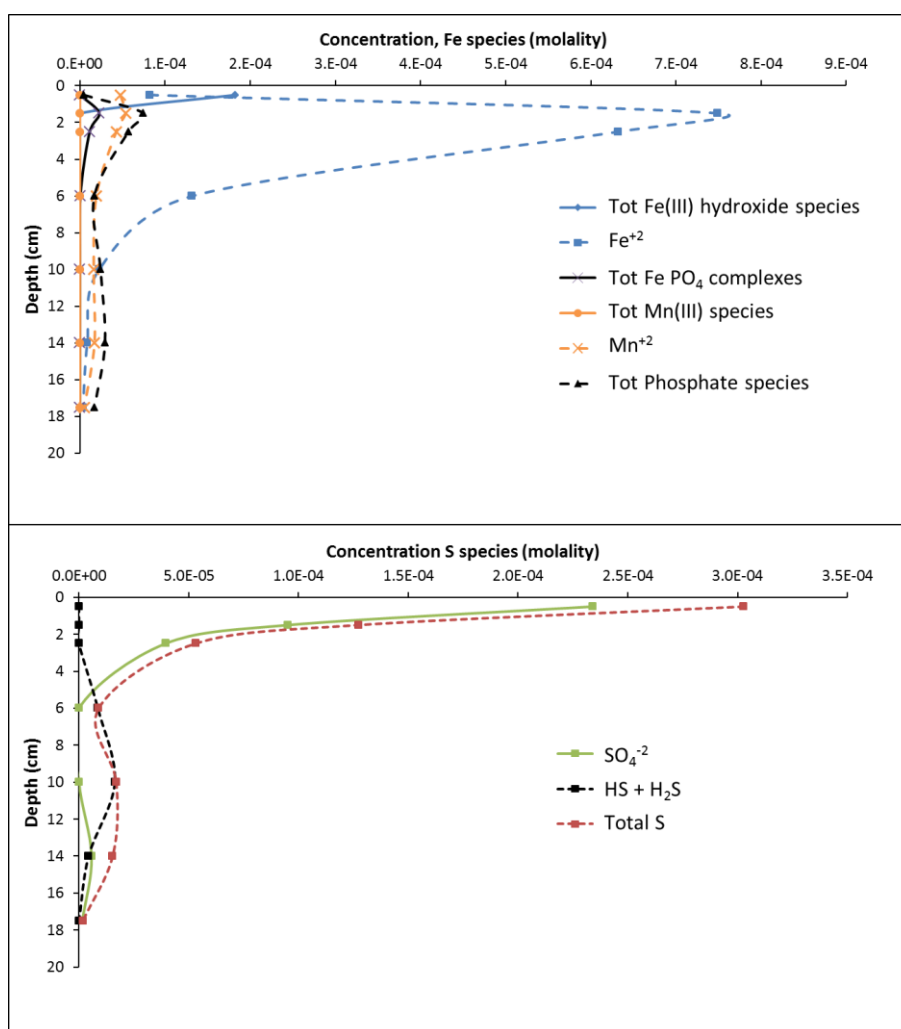 Concentration, Fe species (molality)
0.E+00 1.E-04 2.E-04 3.E-04 4.E-04 5.E-04 6.E-04 7.E-04 8.E-04 9.E-04
0
2
4
6
8
10
12
14
16
18
20
Depth (cm)
Tot Fe(III) hydroxide species
Fe+2
Tot Fe PO4 complexes
Tot Mn(III) species
Mn+2
Tot Phosphate species
Concentration S species (molality)
0.0E+00 5.0E-05 1.0E-04 1.5E-04 2.0E-04 2.5E-04 3.0E-04 3.5E-04
0
2
4
6
8
10
12
14
16
18
20
Depth (cm)
SO4-2
HS + H2S
Total S